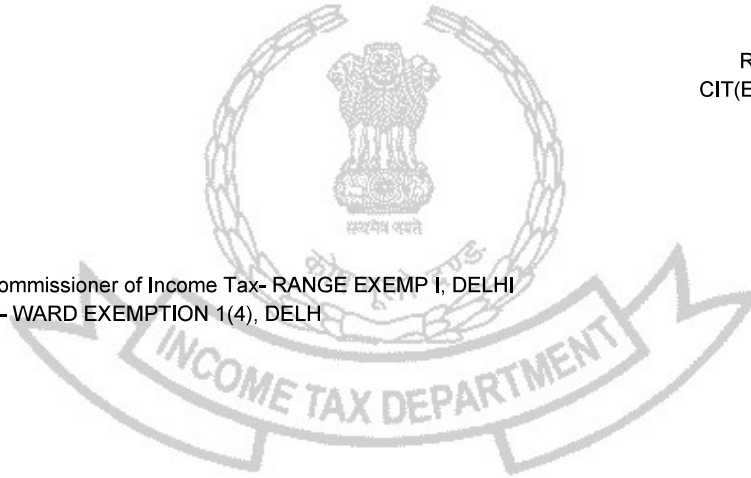 R
CIT(E
सत्यमेव जयते
ommissioner of Income Tax- RANGE EXEMP I, DELHI
- WARD EXEMPTION 1(4), DELH
INCOME TAX DEPARTMENT